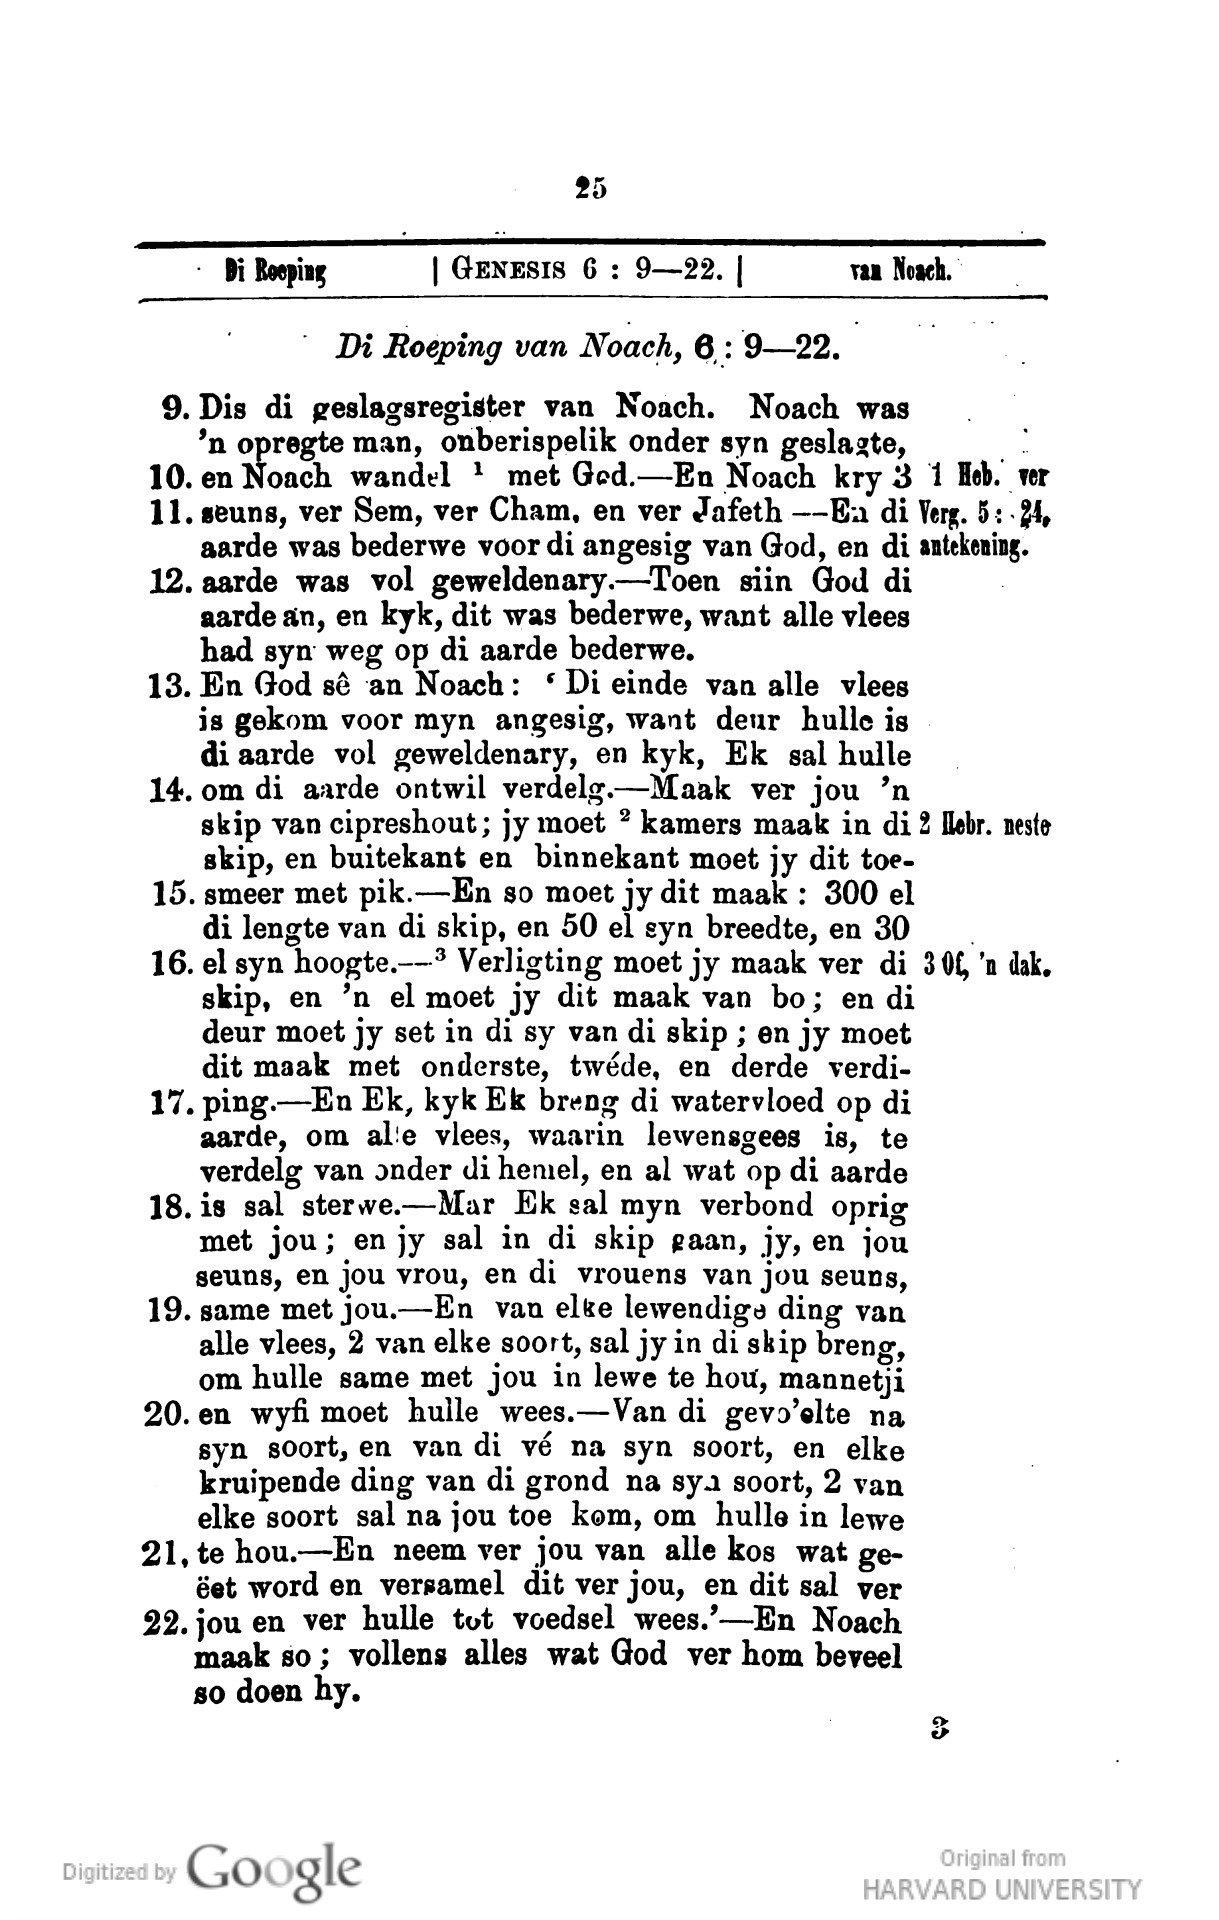 25
Di Roeping | GENESIS 6 : 9—22. | van Noach.
Di Roeping van Noach, 6 : 9—22.
9. Dis di geslagsregister van Noach. Noach was
’n opregte man, onberispelik onder syn geslagte,
10. en Noach wandel ¹ met God.—En Noach kry 3 1 Heb. ver
11. seuns, ver Sem, ver Cham, en ver Jafeth —En di Verg. 5 : 24,
aarde was bederwe voor di angesig van God, en di antekening.
12. aarde was vol geweldenary.—Toen siin God di
aarde an, en kyk, dit was bederwe, want alle vlees
had syn weg op di aarde bederwe.
13. En God sê an Noach : ‘ Di einde van alle vlees
is gekom voor myn angesig, want deur hulle is
di aarde vol geweldenary, en kyk, Ek sal hulle
14. om di aarde ontwil verdelg.—Maak ver jou ’n
skip van cipreshout; jy moet ² kamers maak in di 2 Hebr. neste
skip, en buitekant en binnekant moet jy dit toe-
15. smeer met pik.—En so moet jy dit maak : 300 el
di lengte van di skip, en 50 el syn breedte, en 30
16. el syn hoogte.—³ Verligting moet jy maak ver di 3 Of, ’n dak.
skip, en ’n el moet jy dit maak van bo ; en di
deur moet jy set in di sy van di skip ; en jy moet
dit maak met onderste, twéde, en derde verdi-
17. ping.—En Ek, kyk Ek breng di watervloed op di
aarde, om alle vlees, waarin lewensgees is, te
verdelg van onder di hemel, en al wat op di aarde
18. is sal sterwe.—Mar Ek sal myn verbond oprig
met jou ; en jy sal in di skip gaan, jy, en jou
seuns, en jou vrou, en di vrouens van jou seuns,
19. same met jou.—En van elke lewendige ding van
alle vlees, 2 van elke soort, sal jy in di skip breng,
om hulle same met jou in lewe te hou, mannetji
20. en wyfi moet hulle wees.—Van di gevo’elte na
syn soort, en van di vé na syn soort, en elke
kruipende ding van di grond na syn soort, 2 van
elke soort sal na jou toe kom, om hulle in lewe
21. te hou.—En neem ver jou van alle kos wat ge-
ëet word en versamel dit ver jou, en dit sal ver
22. jou en ver hulle tot voedsel wees.’—En Noach
maak so ; vollens alles wat God ver hom beveel
so doen hy.
3
Digitized by Google
Original from
HARVARD UNIVERSITY